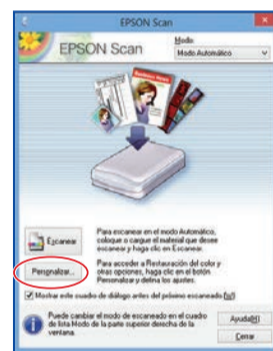 EPSON Scan
EPSON Scan
Modo
Modo Automático
Business News
Escanear
Para escanear en el modo Automático,
coloque o cargue el material que desee
escanear y haga clic en Escanear.
Personalizar...
Para acceder a Restauración del color y
otras opciones, haga clic en el botón
Personalizar y defina los ajustes.
Mostrar este cuadro de diálogo antes del próximo escaneado (w)
Puede cambiar el modo de escaneado en el cuadro
de lista Modo de la parte superior derecha de la
ventana.
Ayuda(H)
Cerrar